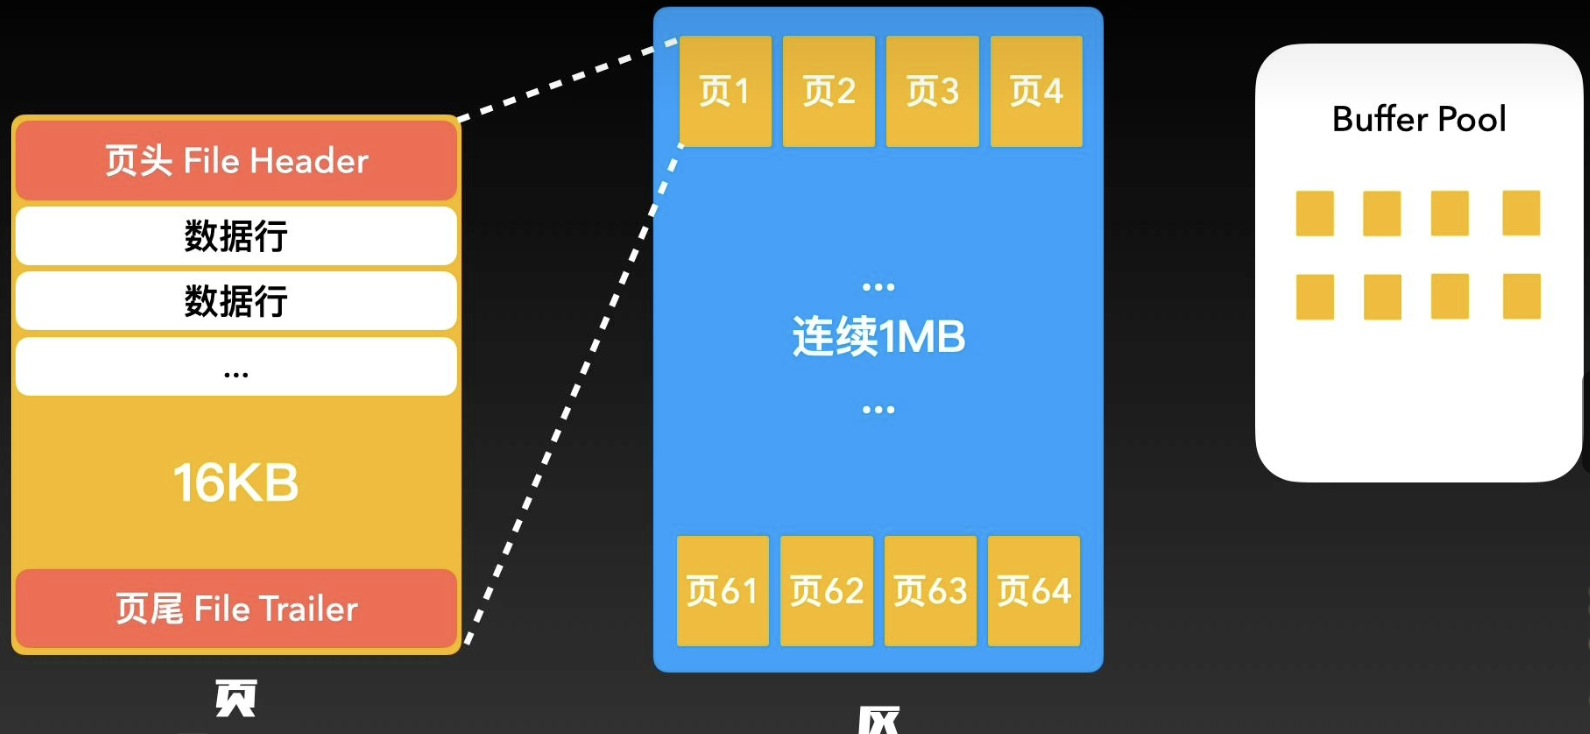 页头 File Header
数据行
数据行
...
16KB
页尾 File Trailer
页
页1
页2
页3
页4
...
连续1MB
...
页61
页62
页63
页64
区
Buffer Pool